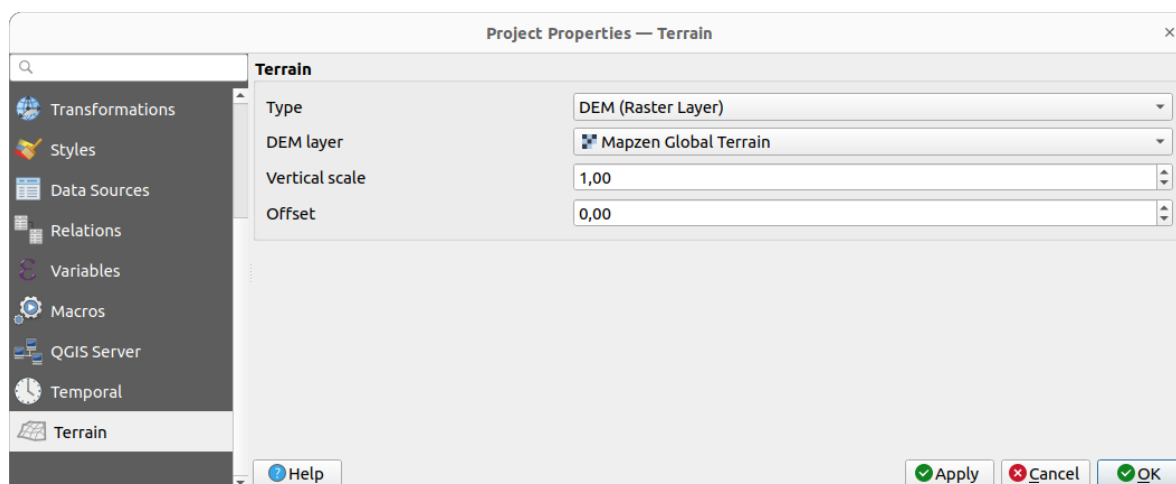 Project Properties — Terrain
Terrain
Transformations
Styles
Data Sources
Relations
Variables
Macros
QGIS Server
Temporal
Terrain
Type
DEM (Raster Layer)
DEM layer
Mapzen Global Terrain
Vertical scale
1,00
Offset
0,00
Help
Apply
Cancel
OK